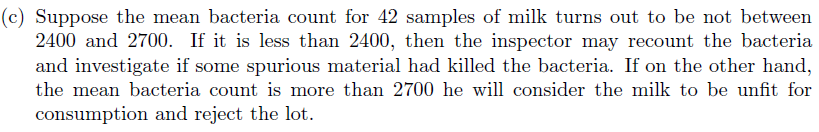 (c) Suppose the mean bacteria count for 42 samples of milk turns out to be not between
2400 and 2700. If it is less than 2400, then the inspector may recount the bacteria
and investigate if some spurious material had killed the bacteria. If on the other hand,
the mean bacteria count is more than 2700 he will consider the milk to be unfit for
consumption and reject the lot.